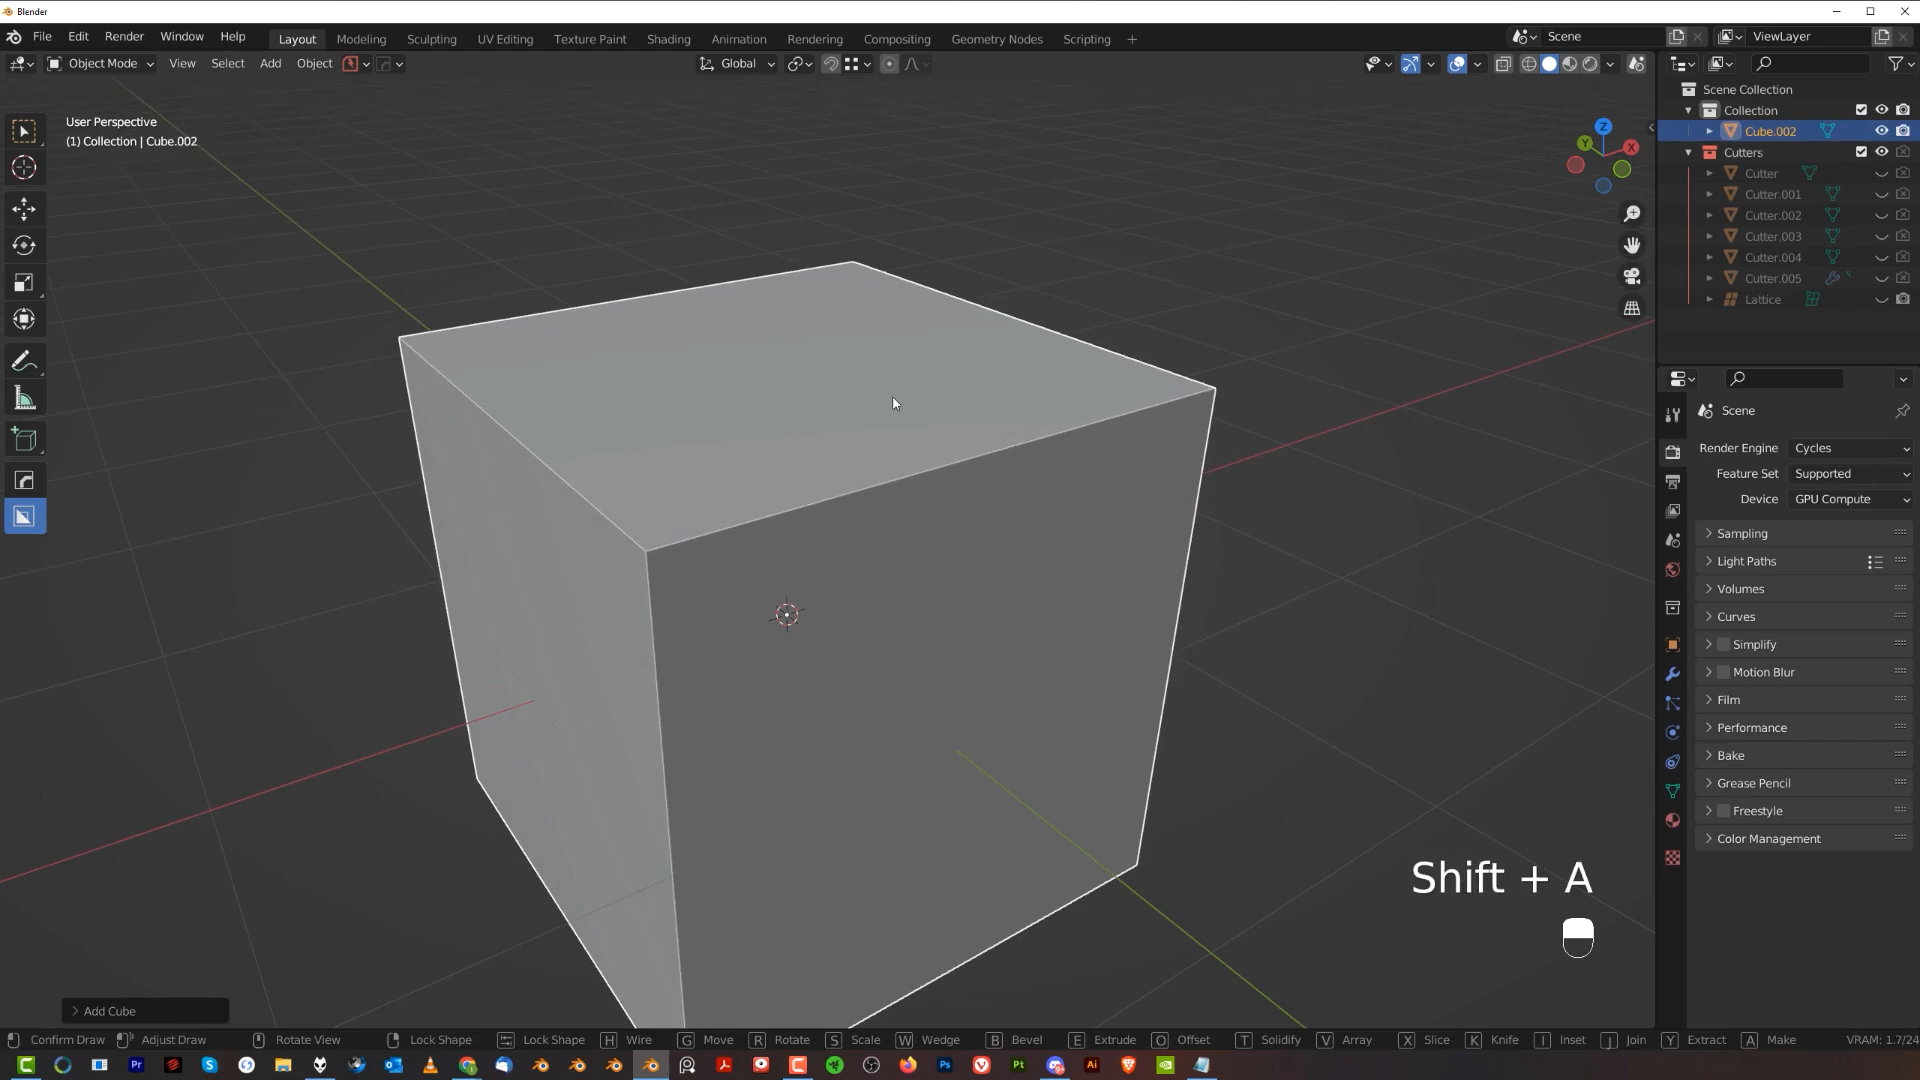 Blender
File Edit Render Window Help Layout Modeling Sculpting UV Editing Texture Paint Shading Animation Rendering Compositing Geometry Nodes Scripting + Scene ViewLayer
Object Mode View Select Add Object Global
User Perspective
(1) Collection | Cube.002
Z
Y
X
Scene Collection
Collection
Cube.002
Cutters
Cutter
Cutter.001
Cutter.002
Cutter.003
Cutter.004
Cutter.005
Lattice
Scene
Render Engine Cycles
Feature Set Supported
Device GPU Compute
Sampling
Light Paths
Volumes
Curves
Simplify
Motion Blur
Film
Performance
Bake
Grease Pencil
Freestyle
Color Management
Shift + A
Add Cube
Confirm Draw Adjust Draw Rotate View Lock Shape Lock Shape H Wire G Move R Rotate S Scale W Wedge B Bevel E Extrude O Offset T Solidify V Array X Slice K Knife I Inset J Join Y Extract A Make VRAM: 1.7/24
Pr S Ps Pt Ai